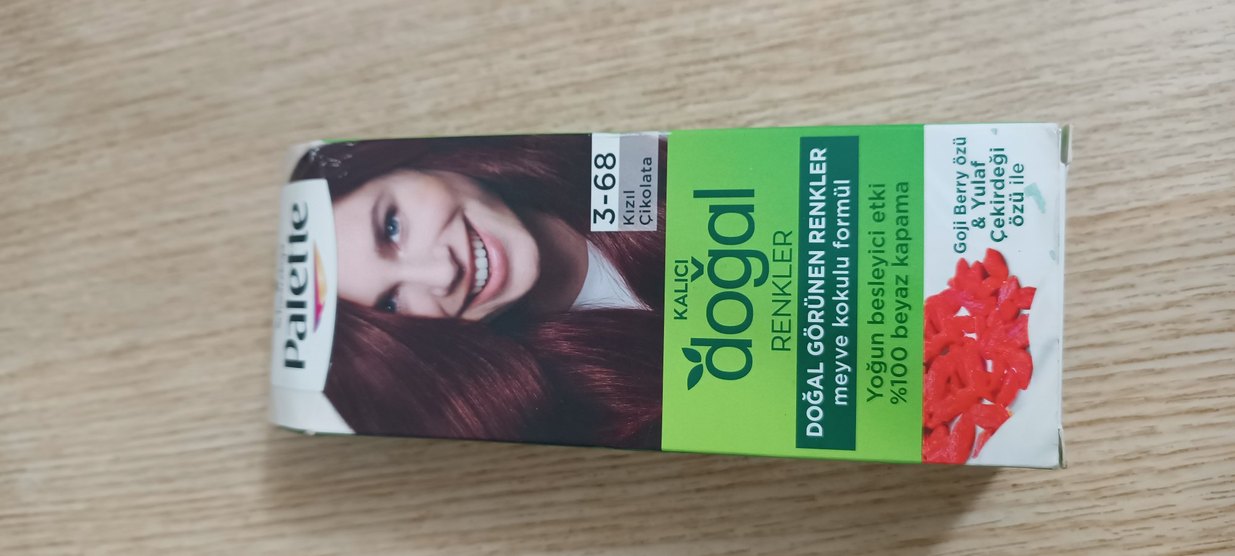 Palette
3-68
Kızıl
Çikolata
KALICI
doğal
RENKLER
DOĞAL GÖRÜNEN RENKLER
meyve kokulu formül
Yoğun besleyici etki
%100 beyaz kapama
Goji Berry özü
& Yulaf
Çekirdeği
özü ile